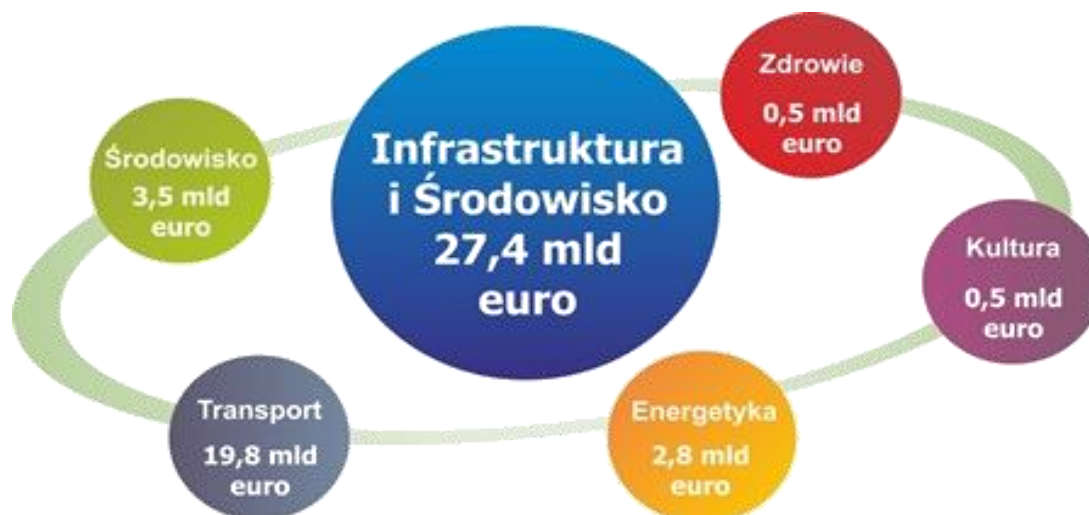 Infrastruktura
i Środowisko
27,4 mld
euro
Zdrowie
0,5 mld
euro
Kultura
0,5 mld
euro
Energetyka
2,8 mld
euro
Transport
19,8 mld
euro
Środowisko
3,5 mld
euro